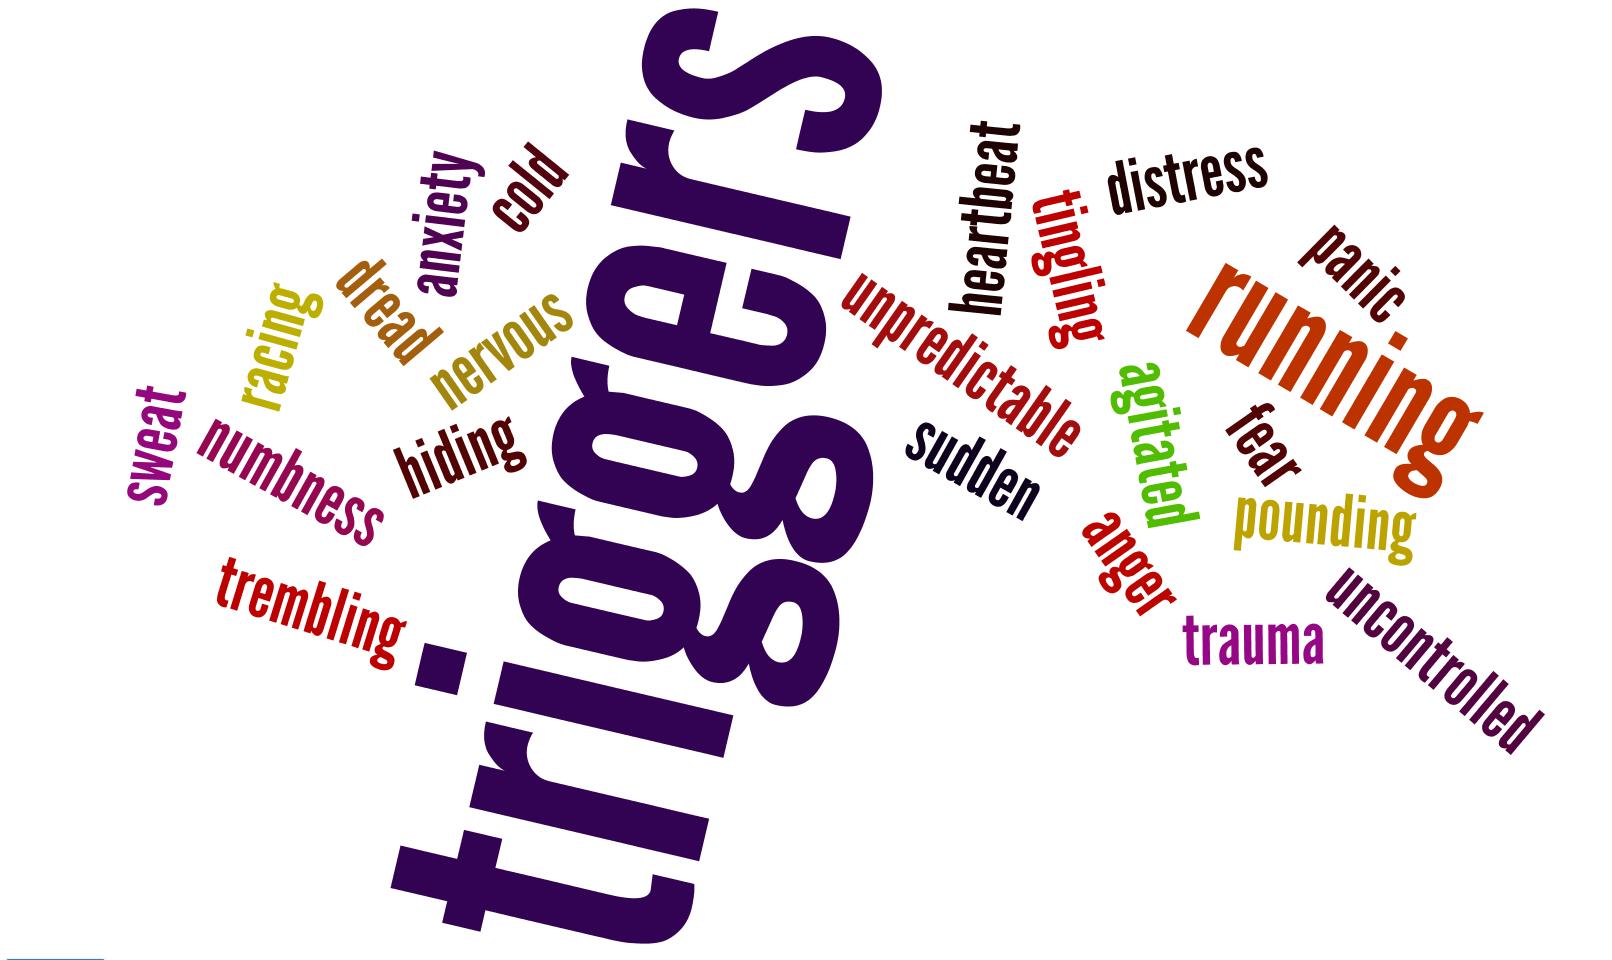 triggers
cold
anxiety
dread
nervous
racing
sweat
numbness
hiding
trembling
heartbeat
tingling
distress
panic
running
unpredictable
sudden
agitated
fear
pounding
anger
trauma
uncontrolled